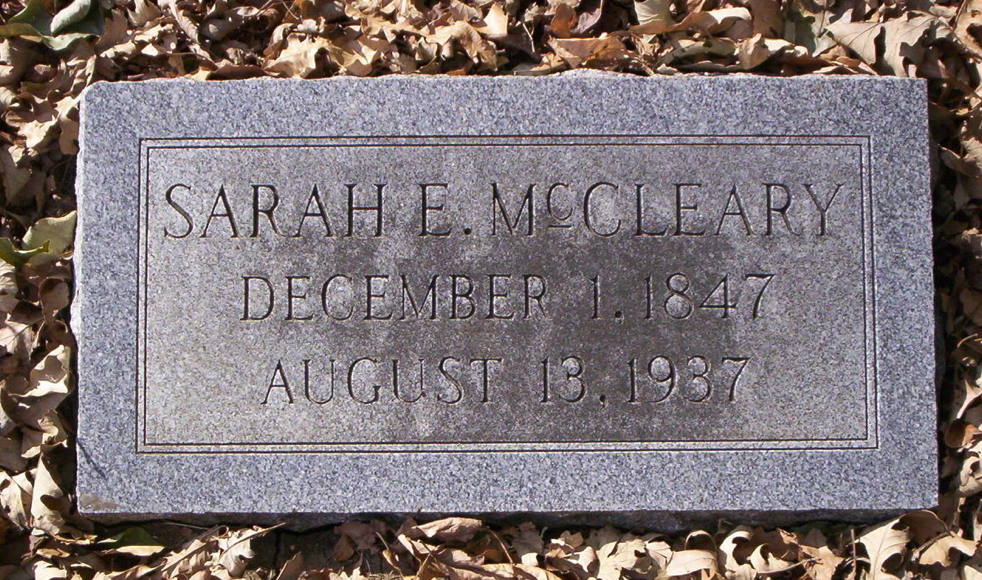 SARAH E. McCLEARY
DECEMBER 1, 1847
AUGUST 13, 1937